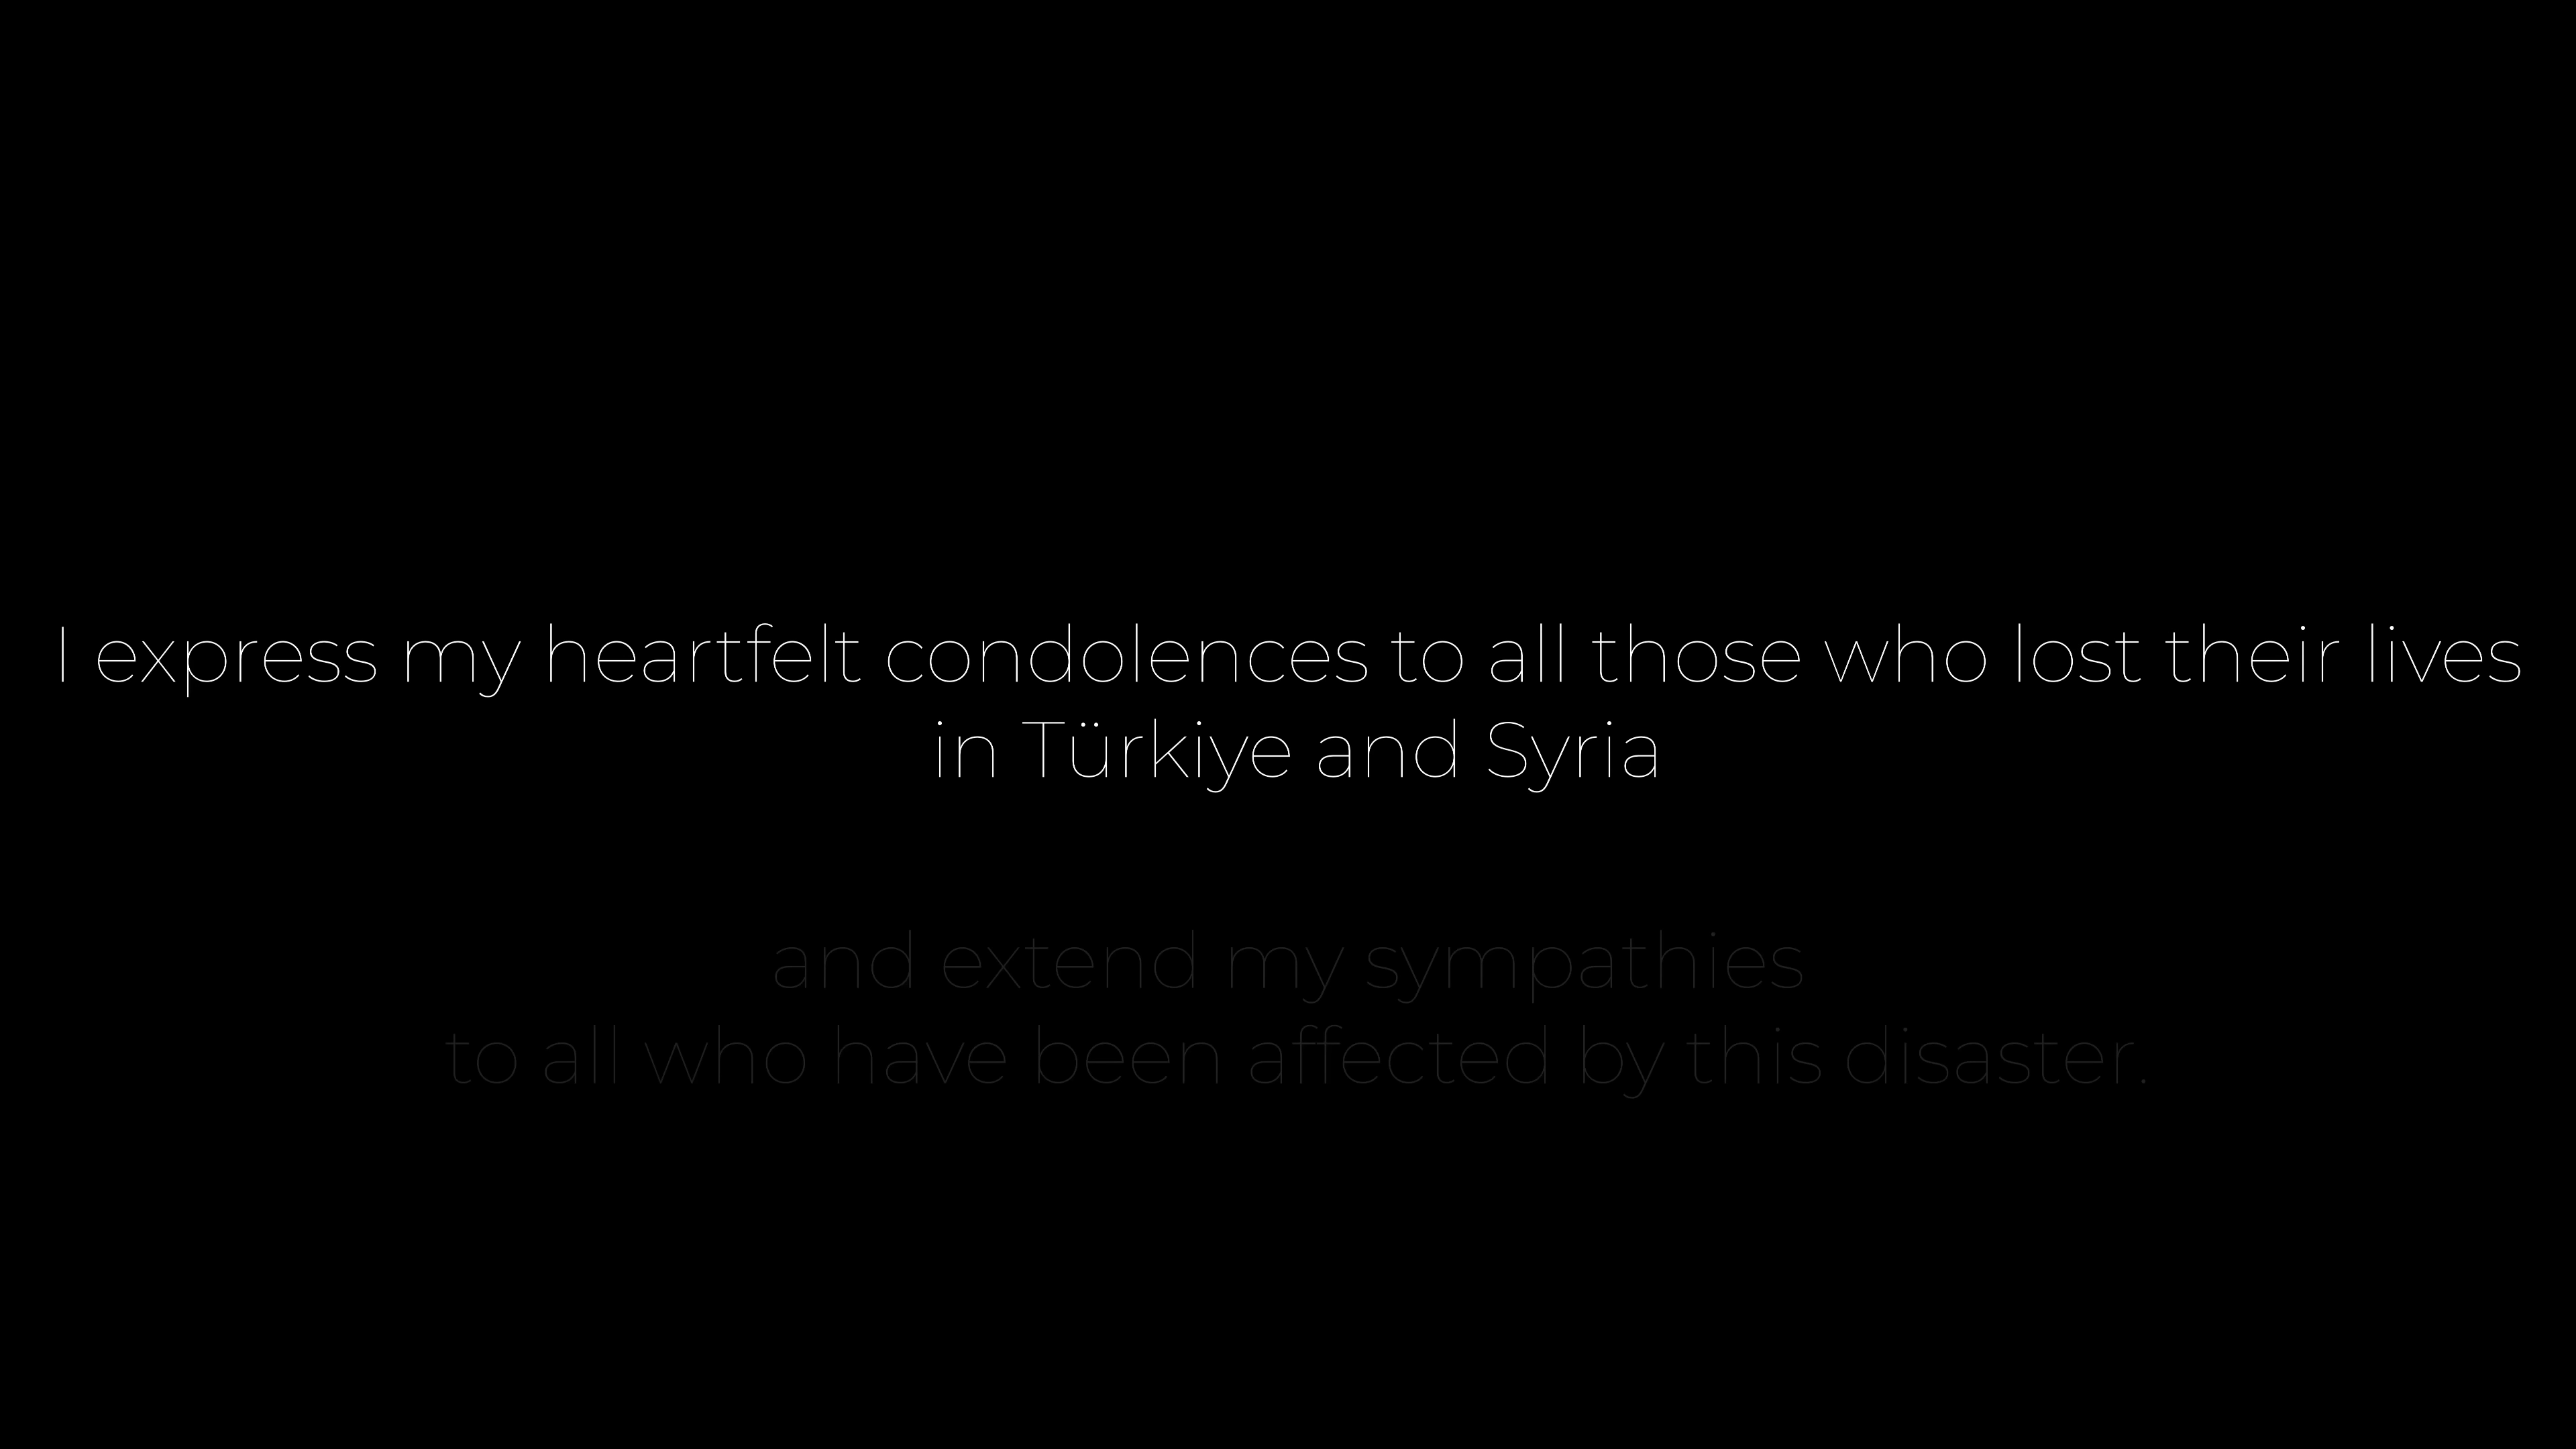 I express my heartfelt condolences to all those who lost their lives
in Türkiye and Syria
and extend my sympathies
to all who have been affected by this disaster.